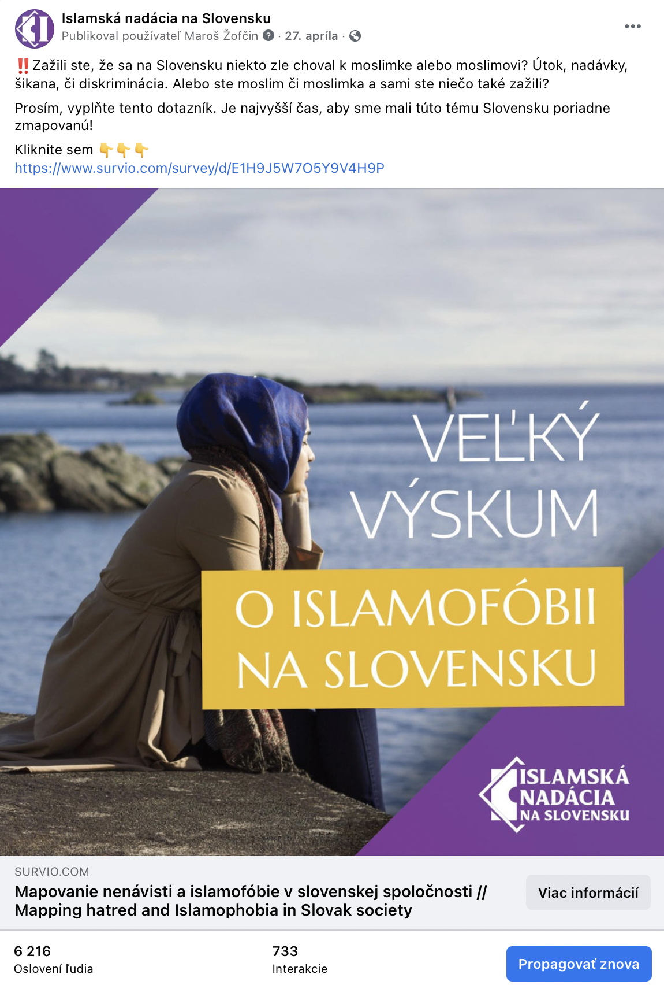 Islamská nadácia na Slovensku
Publikoval používateľ Maroš Žofčin · 27. apríla ·
‼️Zažili ste, že sa na Slovensku niekto zle choval k moslimke alebo moslimovi? Útok, nadávky,
šikana, či diskriminácia. Alebo ste moslim či moslimka a sami ste niečo také zažili?
Prosím, vyplňte tento dotazník. Je najvyšší čas, aby sme mali túto tému Slovensku poriadne
zmapovanú!
Kliknite sem 👇👇👇
https://www.survio.com/survey/d/E1H9J5W7O5Y9V4H9P
VEĽKÝ
VÝSKUM
O ISLAMOFÓBII
NA SLOVENSKU
ISLAMSKÁ
NADÁCIA
NA SLOVENSKU
SURVIO.COM
Mapovanie nenávisti a islamofóbie v slovenskej spoločnosti //
Mapping hatred and Islamophobia in Slovak society
Viac informácií
6 216
Oslovení ľudia
733
Interakcie
Propagovať znova